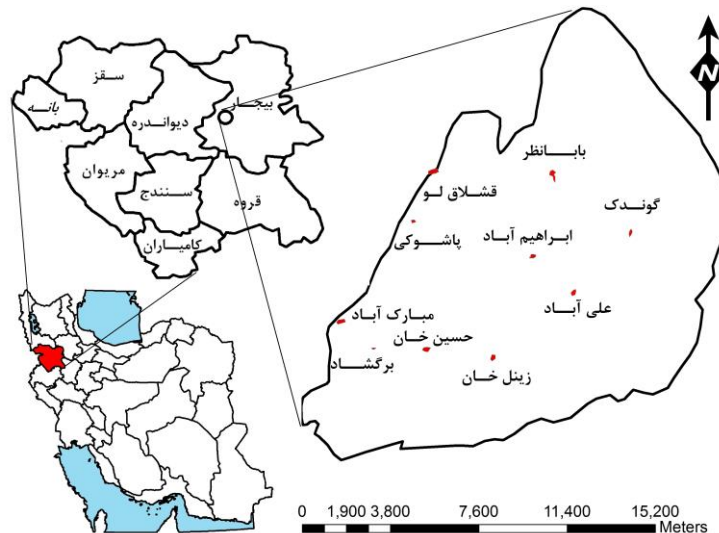 سقز
بانه
دیواندره
بیجار
مریوان
سنندج
قروه
کامیاران
بابانظر
قشلاق لو
گوندک
پاشوکی
ابراهیم آباد
علی آباد
مبارک آباد
حسین خان
برگشاد
زینل خان
N
0 1,900 3,800 7,600 11,400 15,200
Meters